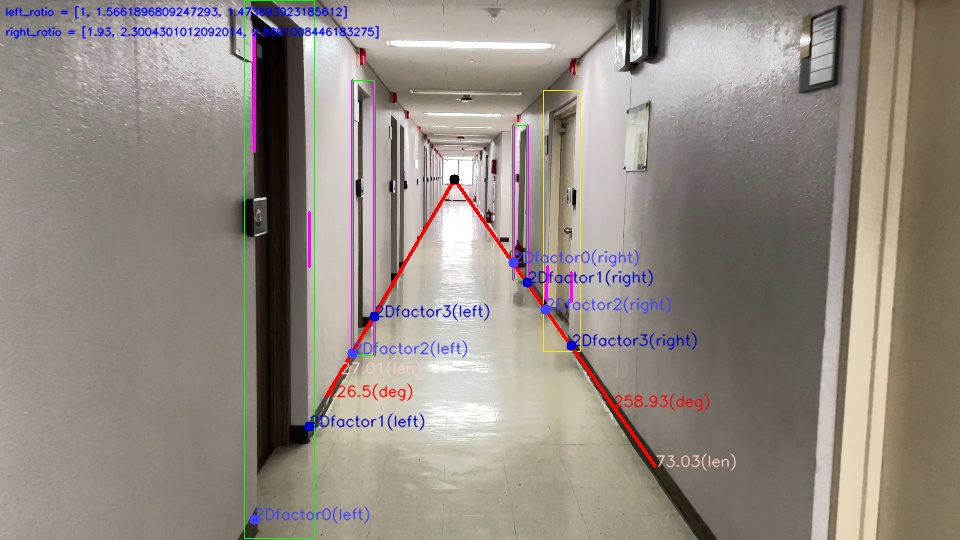 left_ratio = [1, 1.5661896809247293, 
right_ratio = [1.93, 2.3004301012092014, 
2Dfactor0(right)
2Dfactor1(right)
2Dfactor2(right)
2Dfactor3(left)
2Dfactor3(right)
2Dfactor2(left)
27.01(len)
26.5(deg)
258.93(deg)
2Dfactor1(left)
73.03(len)
2Dfactor0(left)